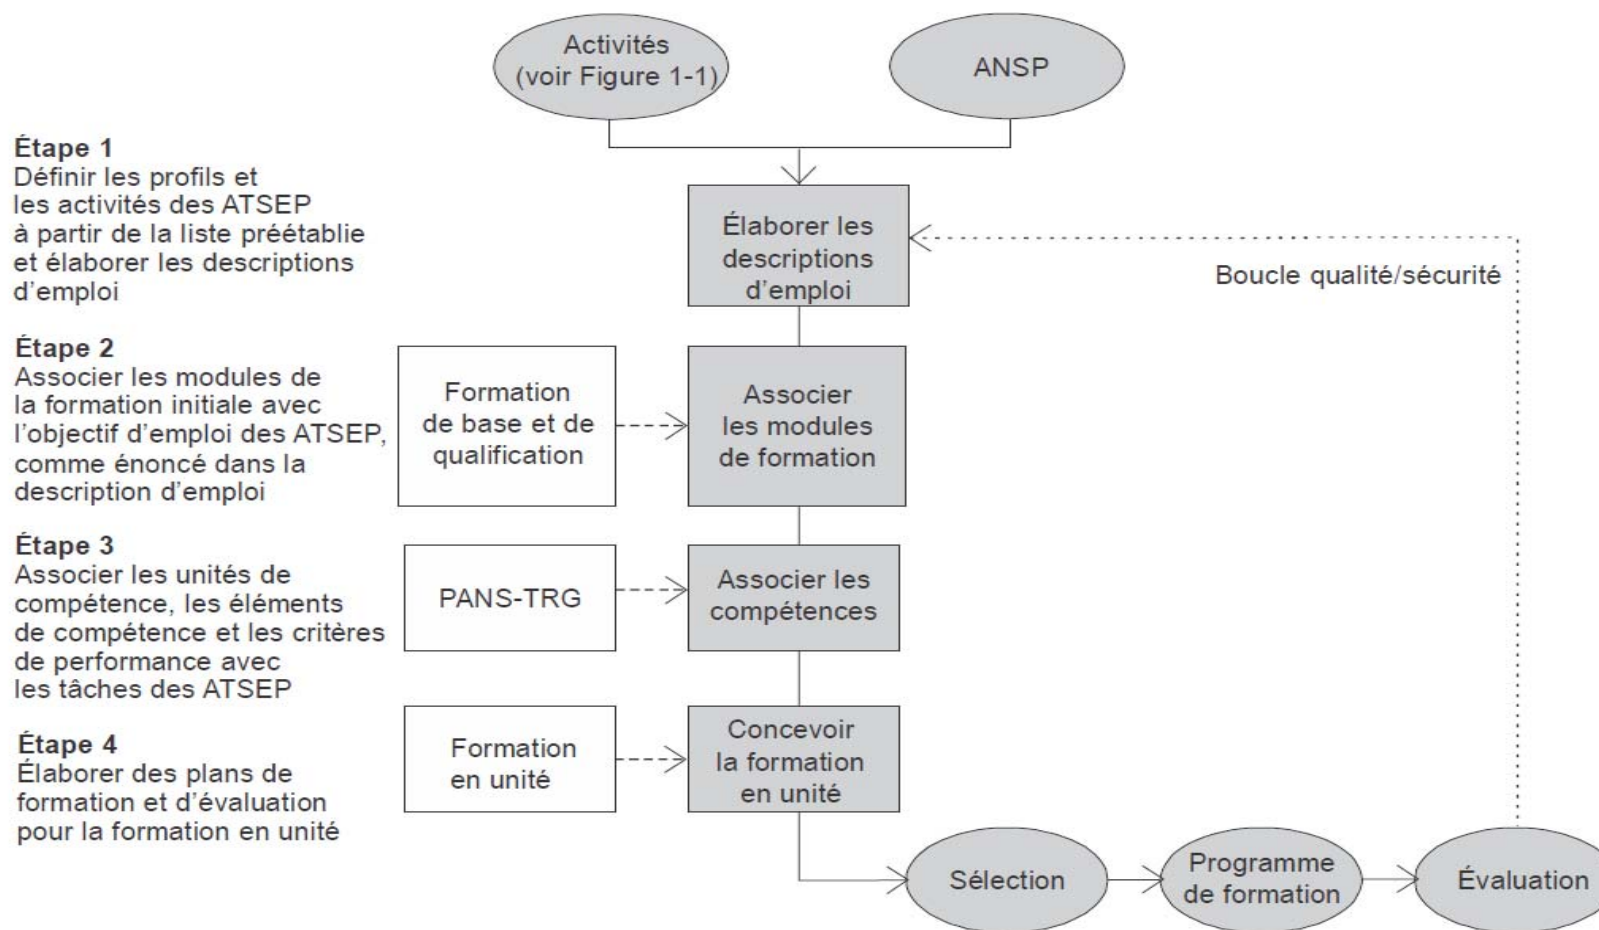 Activités
(voir Figure 1-1)
ANSP
Étape 1
Définir les profils et
les activités des ATSEP
à partir de la liste préétablie
et élaborer les descriptions
d'emploi
Élaborer les
descriptions
d'emploi
Boucle qualité/sécurité
Étape 2
Associer les modules de
la formation initiale avec
l'objectif d'emploi des ATSEP,
comme énoncé dans la
description d'emploi
Formation
de base et de
qualification
Associer
les modules
de formation
Étape 3
Associer les unités de
compétence, les éléments
de compétence et les critères
de performance avec
les tâches des ATSEP
PANS-TRG
Associer les
compétences
Étape 4
Élaborer des plans de
formation et d'évaluation
pour la formation en unité
Formation
en unité
Concevoir
la formation
en unité
Sélection
Programme
de formation
Évaluation